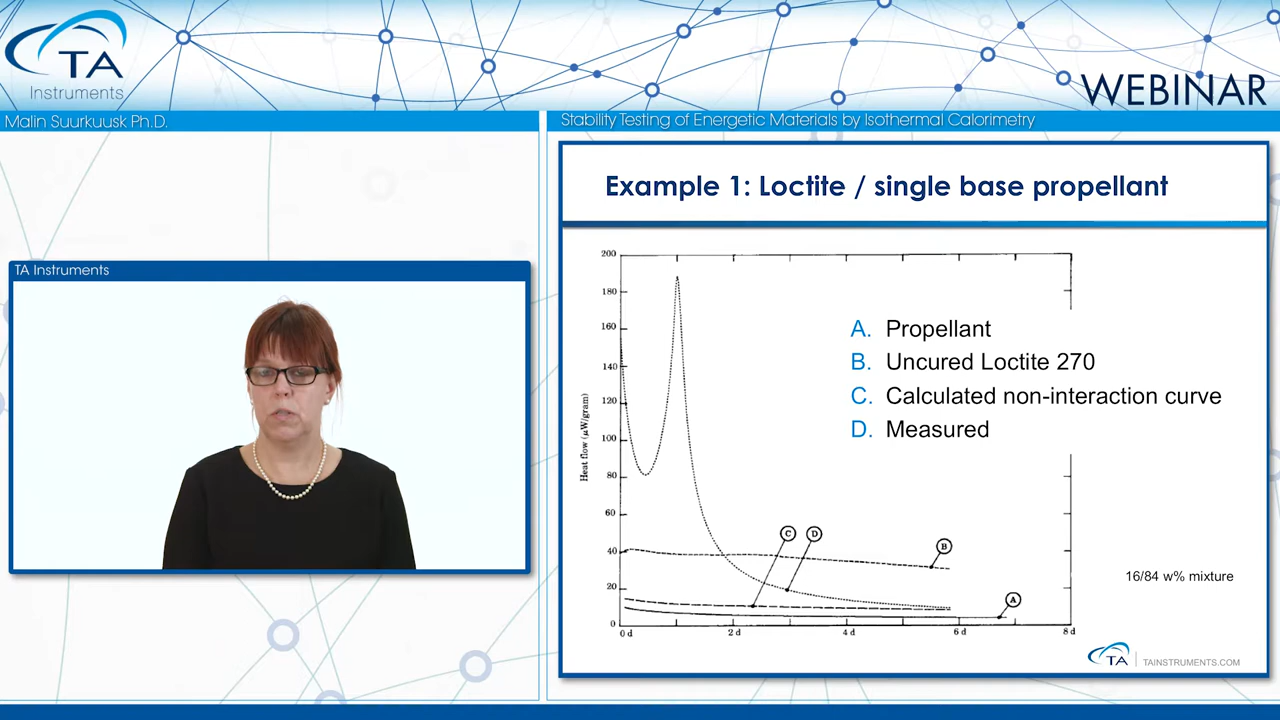 TA
Instruments
WEBINAR
Malin Suurkuusk Ph.D.
Stability Testing of Energetic Materials by Isothermal Calorimetry
TA Instruments
Example 1: Loctite / single base propellant
200
180
160
140
120
100
80
60
40
20
0
Heat flow (µW/gram)
0 d
2 d
4 d
6 d
8 d
A. Propellant
B. Uncured Loctite 270
C. Calculated non-interaction curve
D. Measured
C
D
B
A
16/84 w% mixture
TA
TAINSTRUMENTS.COM